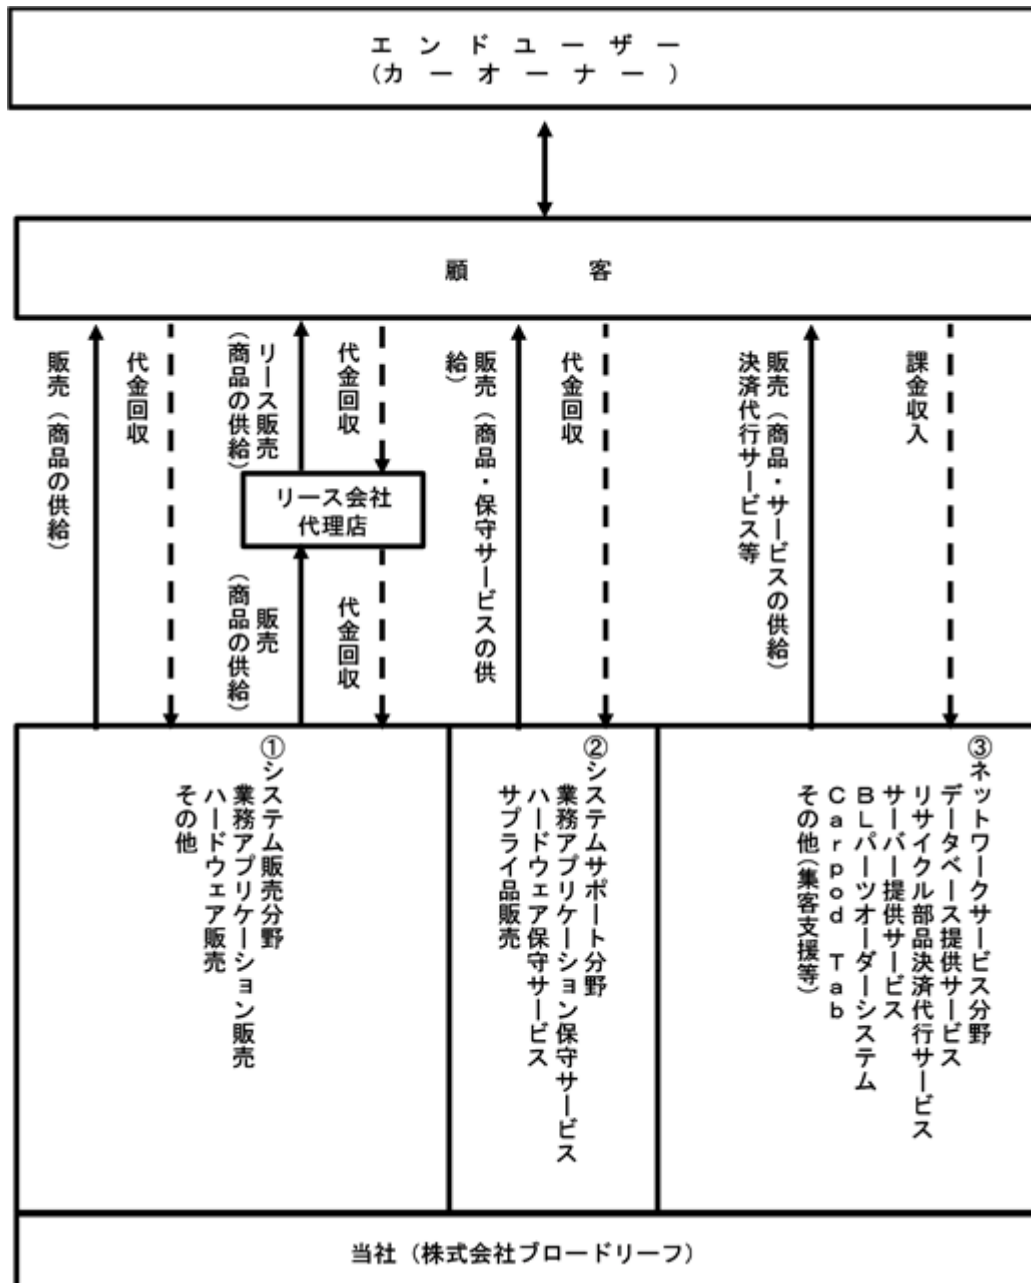 エンドユーザー
(カーオーナー)
顧客
販売(商品の供給)
代金回収
リース販売
(商品の供給)
代金回収
リース会社
代理店
販売
(商品の供給)
代金回収
販売(商品・保守サービスの供
給)
代金回収
販売(商品・サービスの供給)
決済代行サービス等
課金収入
①システム販売分野
業務アプリケーション販売
ハードウェア販売
その他
②システムサポート分野
業務アプリケーション保守サービス
ハードウェア保守サービス
サプライ品販売
③ネットワークサービス分野
データベース提供サービス
リサイクル部品決済代行サービス
サーバー提供サービス
BLパーツオーダーシステム
Carpod Tab
その他(集客支援等)
当社(株式会社ブロードリーフ)